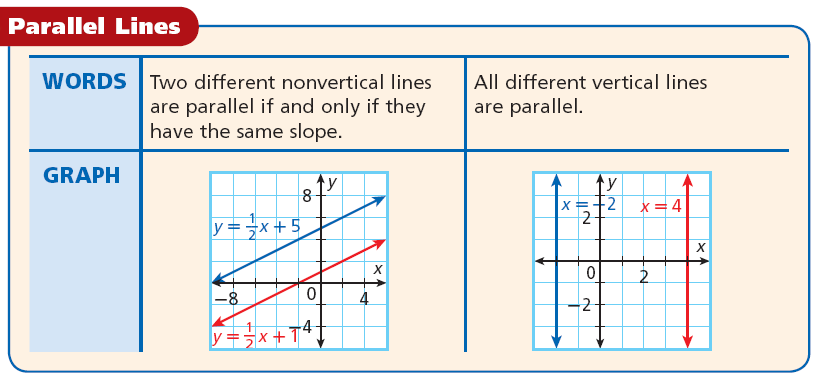 Parallel Lines
WORDS
Two different nonvertical lines
are parallel if and only if they
have the same slope.
All different vertical lines
are parallel.
GRAPH
y
8
y = 1/2 x + 5
x
−8
0
4
−4
y = 1/2 x + 1
y
x = −2
x = 4
2
x
0
2
−2